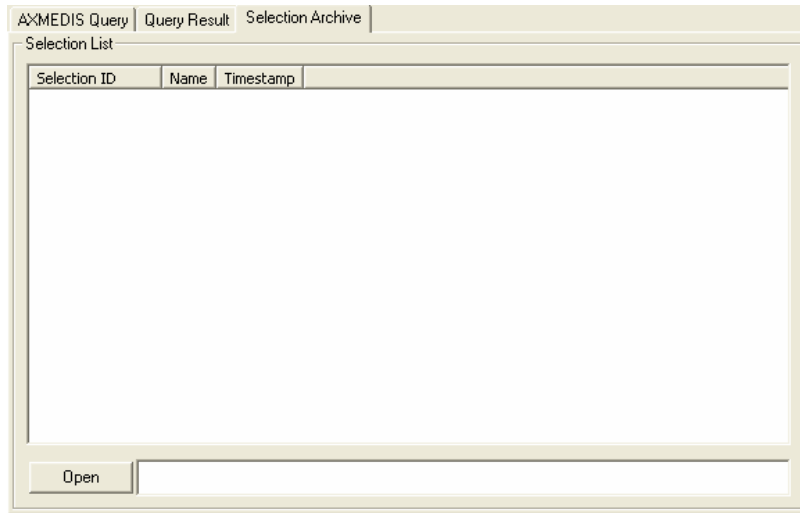 AXMEDIS Query Query Result Selection Archive
Selection List
Selection ID Name Timestamp
Open